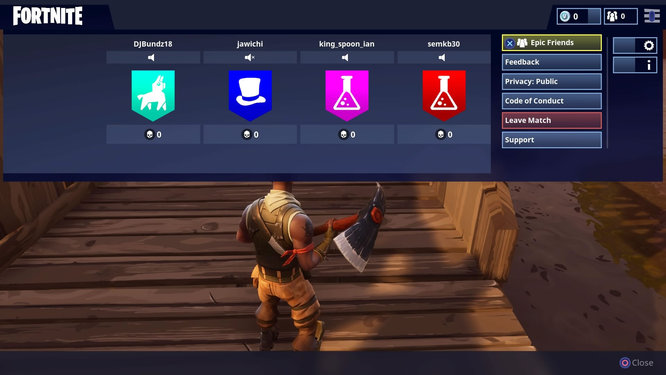 FORTNITE
0
0
DJBundz18
jawichi
king_spoon_ian
semkb30
0
0
0
0
Epic Friends
Feedback
Privacy: Public
Code of Conduct
Leave Match
Support
Close